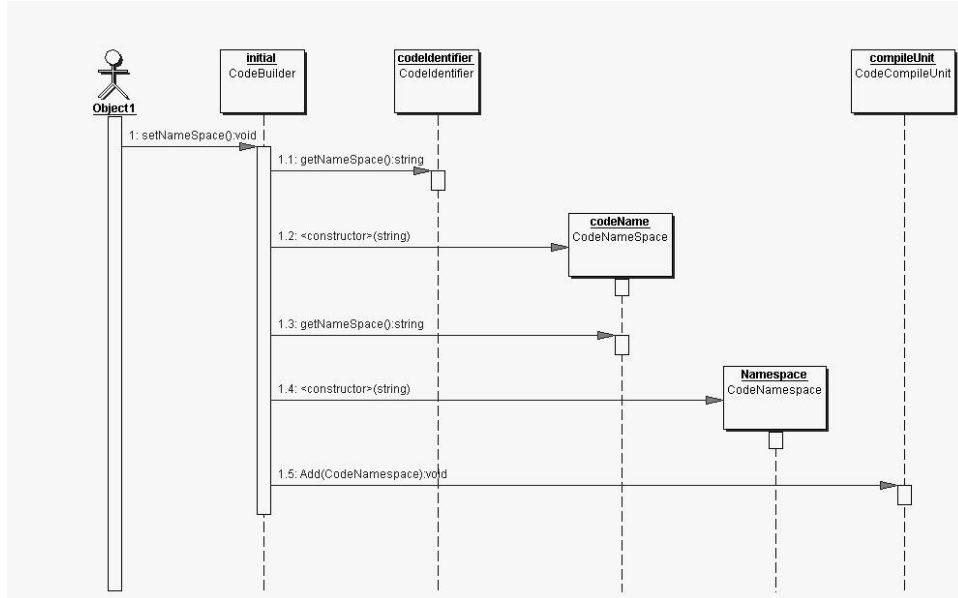 initial
CodeBuilder
codeIdentifier
CodeIdentifier
compileUnit
CodeCompileUnit
Object1
1: setNameSpace():void
1.1: getNameSpace():string
codeName
CodeNameSpace
1.2: <constructor>(string)
1.3: getNameSpace():string
Namespace
CodeNamespace
1.4: <constructor>(string)
1.5: Add(CodeNamespace):void